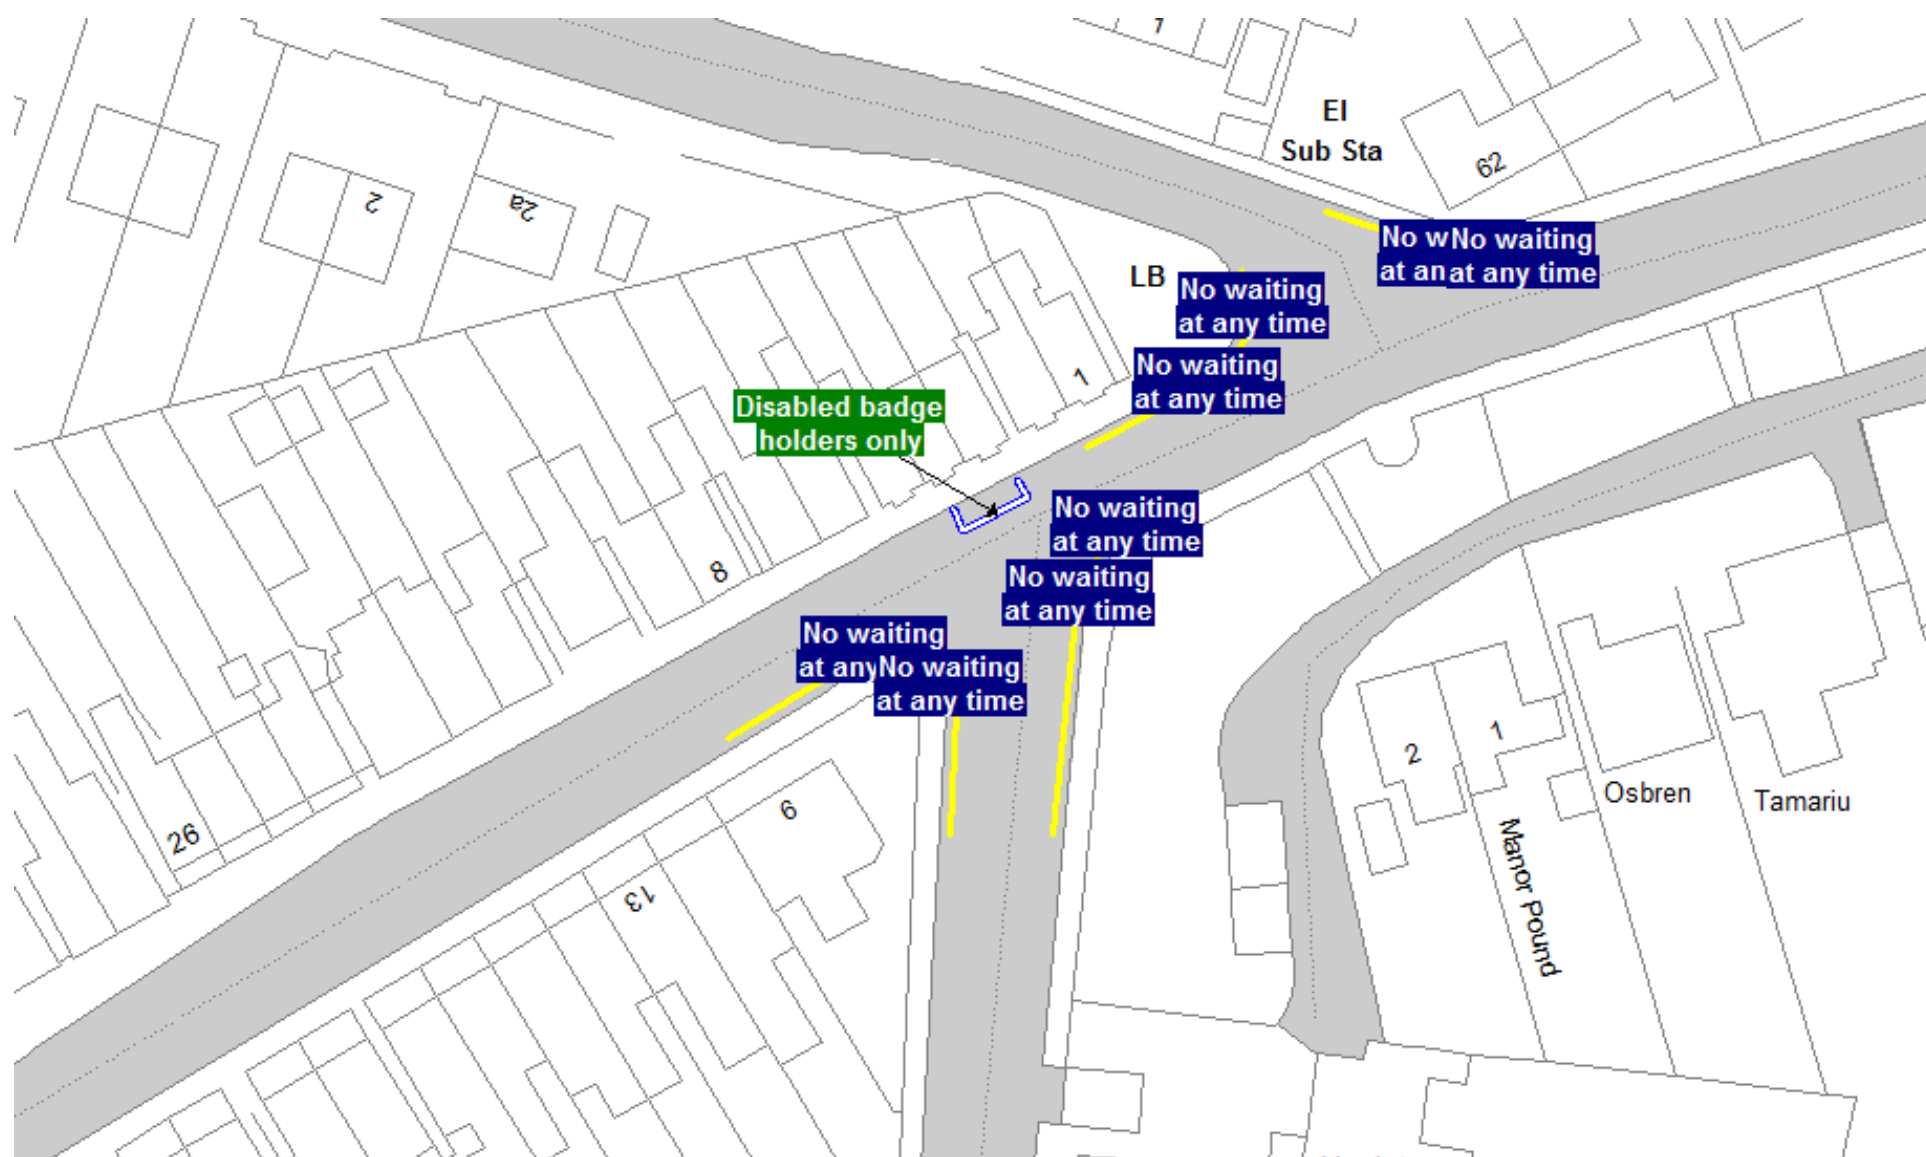 7
El
Sub Sta
62
2
2a
No w
at an
No waiting
at any time
LB
No waiting
at any time
No waiting
at any time
1
Disabled badge
holders only
No waiting
at any time
8
No waiting
at any time
No waiting
at any
No waiting
at any time
2
1
Osbren
Tamariu
9
26
13
Manor Pound